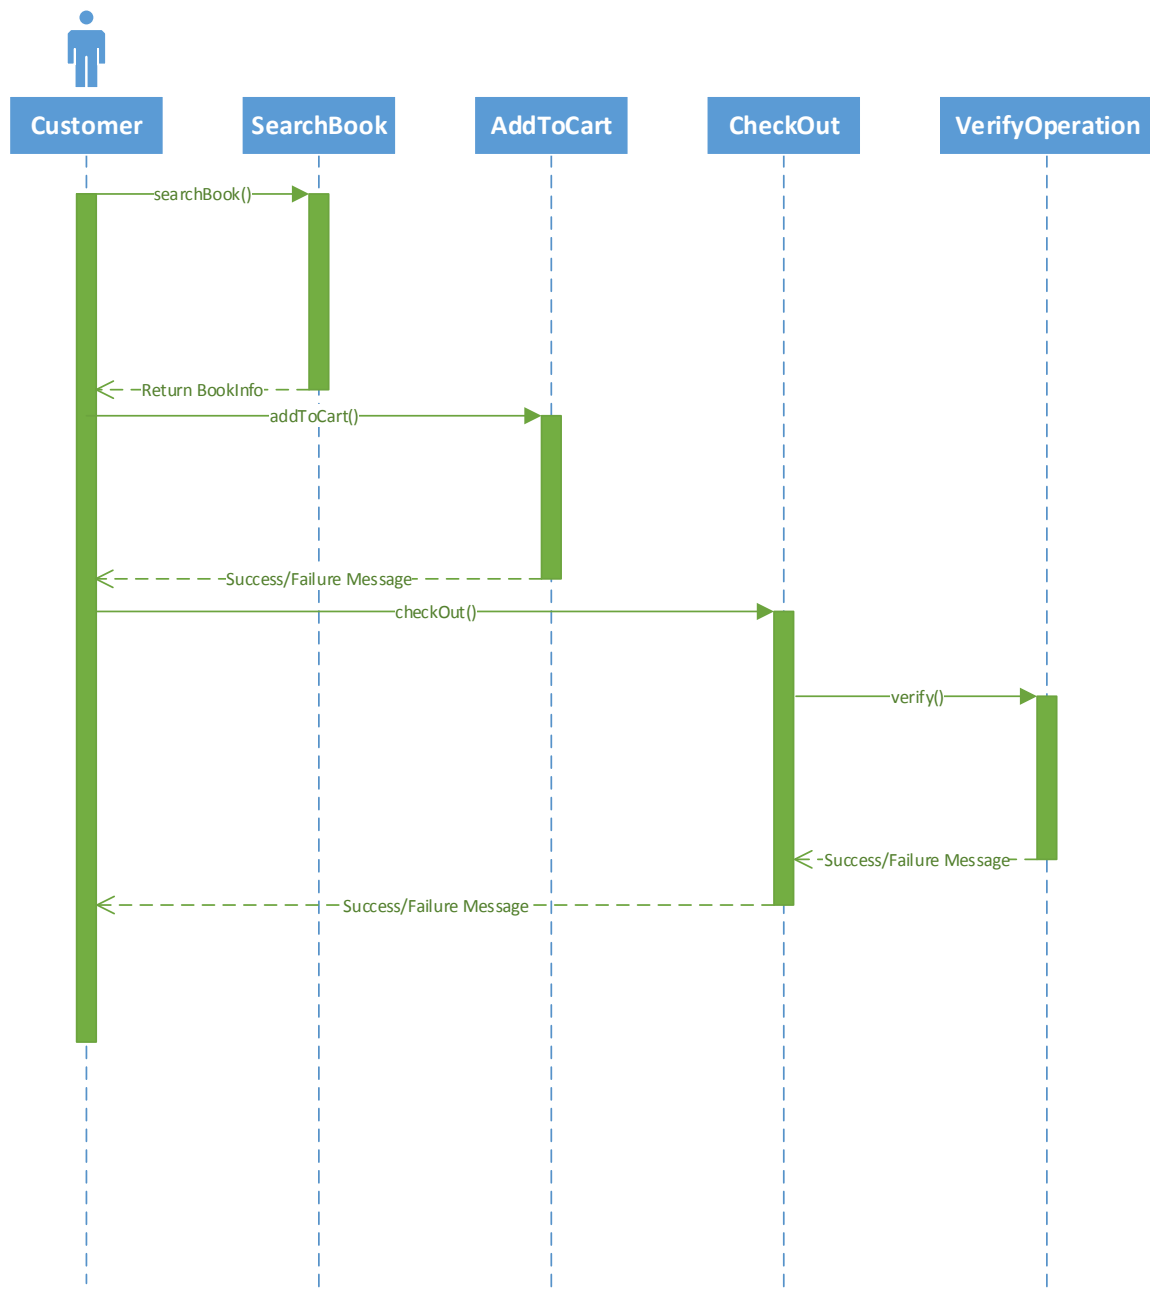 Customer
SearchBook
AddToCart
CheckOut
VerifyOperation
searchBook()
Return BookInfo
addToCart()
Success/Failure Message
checkOut()
verify()
Success/Failure Message
Success/Failure Message